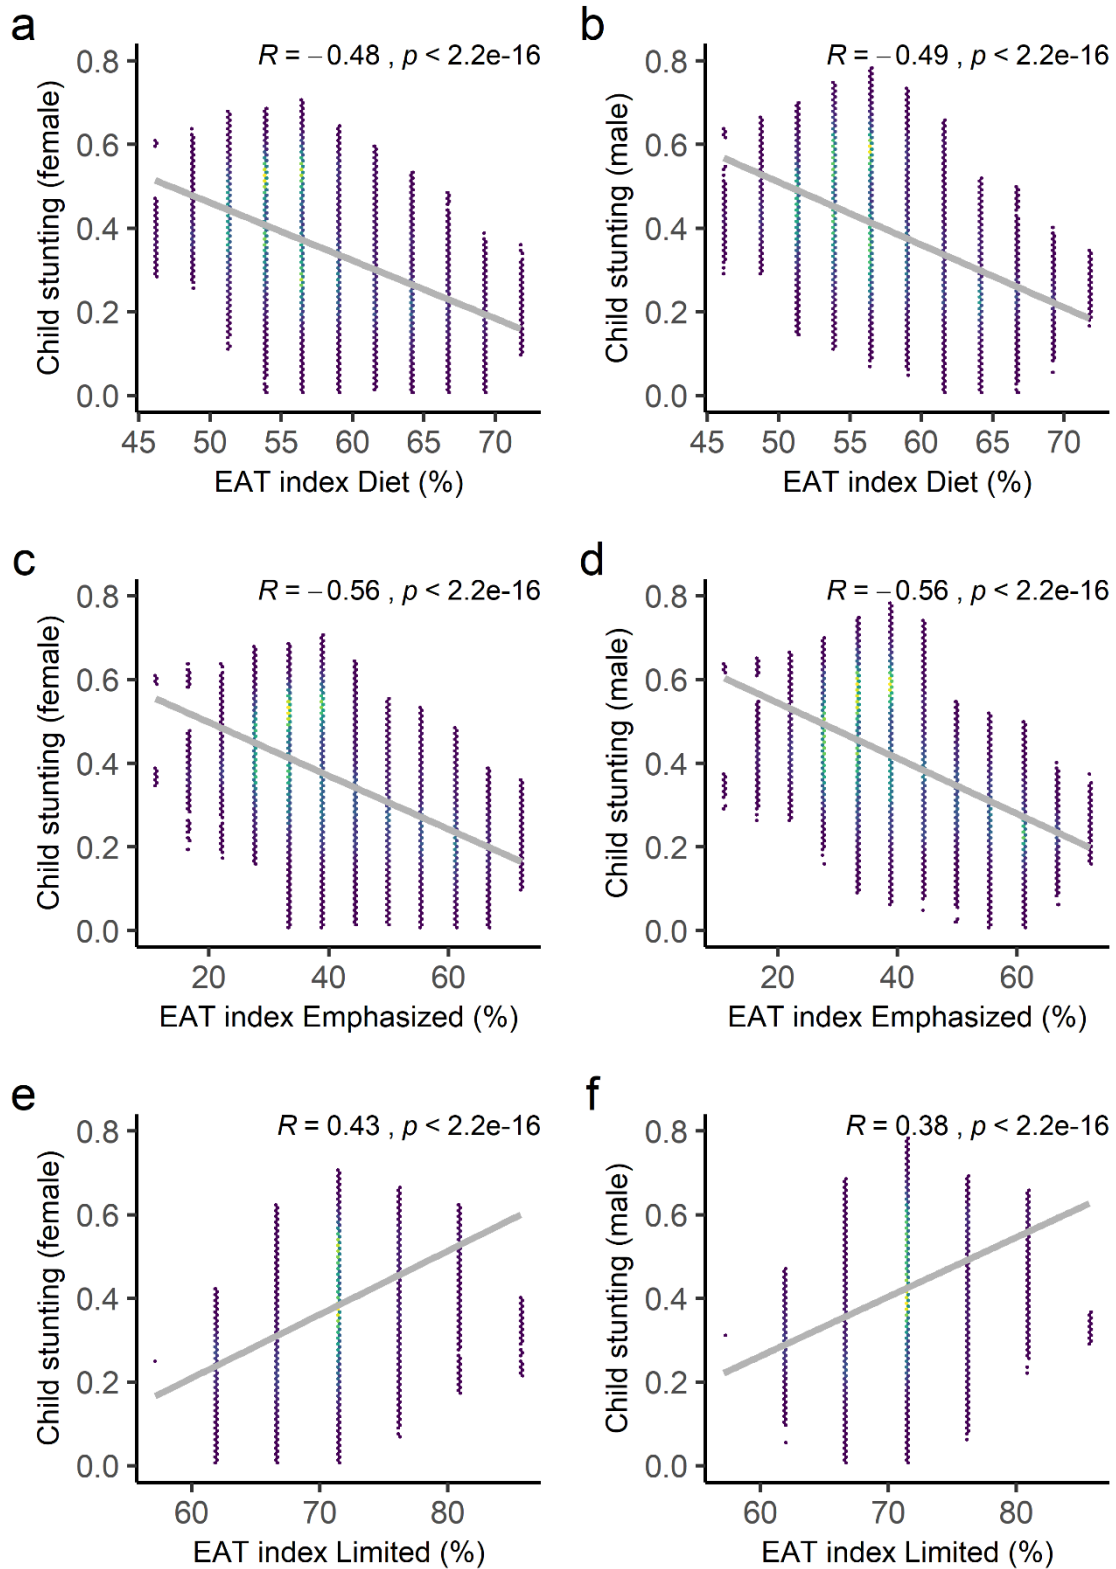 a
R = −0.48 , p < 2.2e-16
Child stunting (female)
0.8
0.6
0.4
0.2
0.0
45 50 55 60 65 70
EAT index Diet (%)
b
R = −0.49 , p < 2.2e-16
Child stunting (male)
0.8
0.6
0.4
0.2
0.0
45 50 55 60 65 70
EAT index Diet (%)
c
R = −0.56 , p < 2.2e-16
Child stunting (female)
0.8
0.6
0.4
0.2
0.0
20 40 60
EAT index Emphasized (%)
d
R = −0.56 , p < 2.2e-16
Child stunting (male)
0.8
0.6
0.4
0.2
0.0
20 40 60
EAT index Emphasized (%)
e
R = 0.43 , p < 2.2e-16
Child stunting (female)
0.8
0.6
0.4
0.2
0.0
60 70 80
EAT index Limited (%)
f
R = 0.38 , p < 2.2e-16
Child stunting (male)
0.8
0.6
0.4
0.2
0.0
60 70 80
EAT index Limited (%)